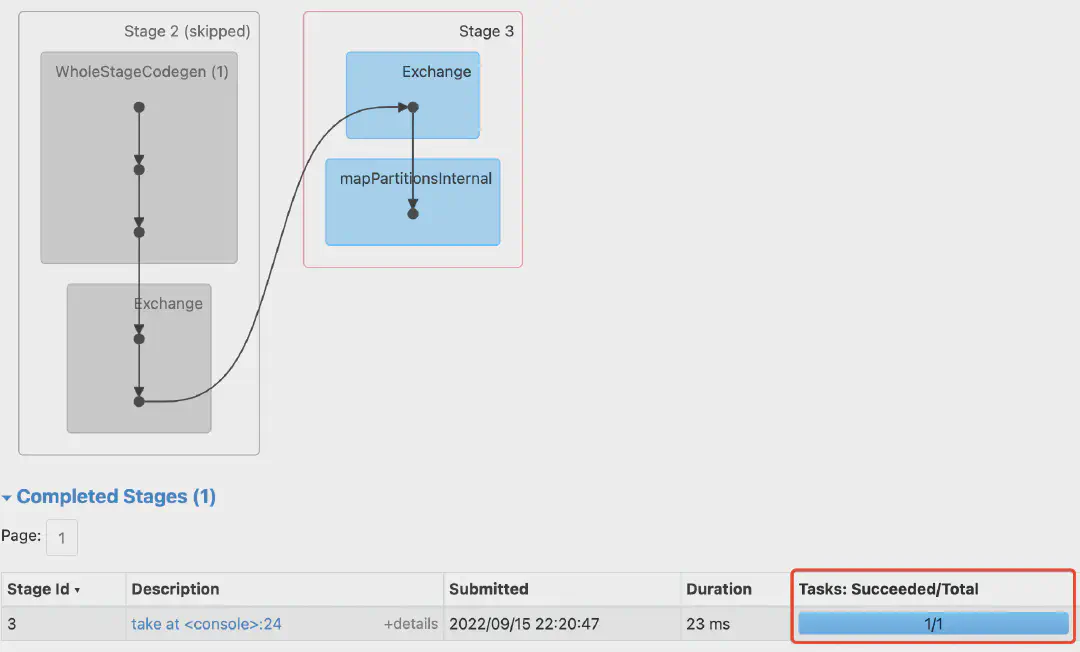 Stage 2 (skipped)
WholeStageCodegen (1)
Exchange
Stage 3
Exchange
mapPartitionsInternal
Completed Stages (1)
Page: 1
Stage Id Description Submitted Duration Tasks: Succeeded/Total
3 take at <console>:24 +details 2022/09/15 22:20:47 23 ms 1/1